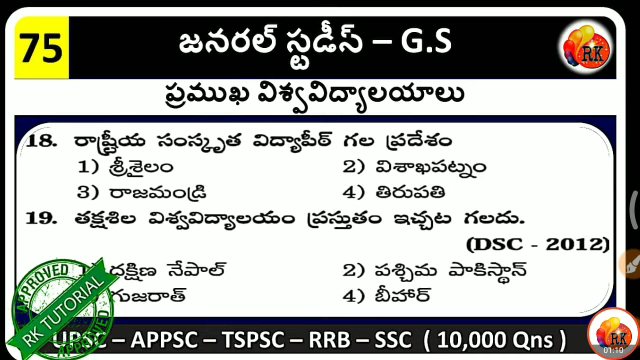 75
జనరల్ స్టడీస్ – G.S
RK
ప్రముఖ విశ్వవిద్యాలయాలు
18. రాష్ట్రీయ సంస్కృత విద్యాపీఠ్ గల ప్రదేశం
1) శ్రీశైలం 2) విశాఖపట్నం
3) రాజమండ్రి 4) తిరుపతి
19. తక్షశిల విశ్వవిద్యాలయం ప్రస్తుతం ఇచ్చట గలదు.
(DSC - 2012)
దక్షిణ నేపాల్ 2) పశ్చిమ పాకిస్థాన్
గుజరాత్ 4) బీహార్
APPROVED
RK TUTORIAL
APPROVED
UPSC – APPSC – TSPSC – RRB – SSC ( 10,000 Qns )
01:10